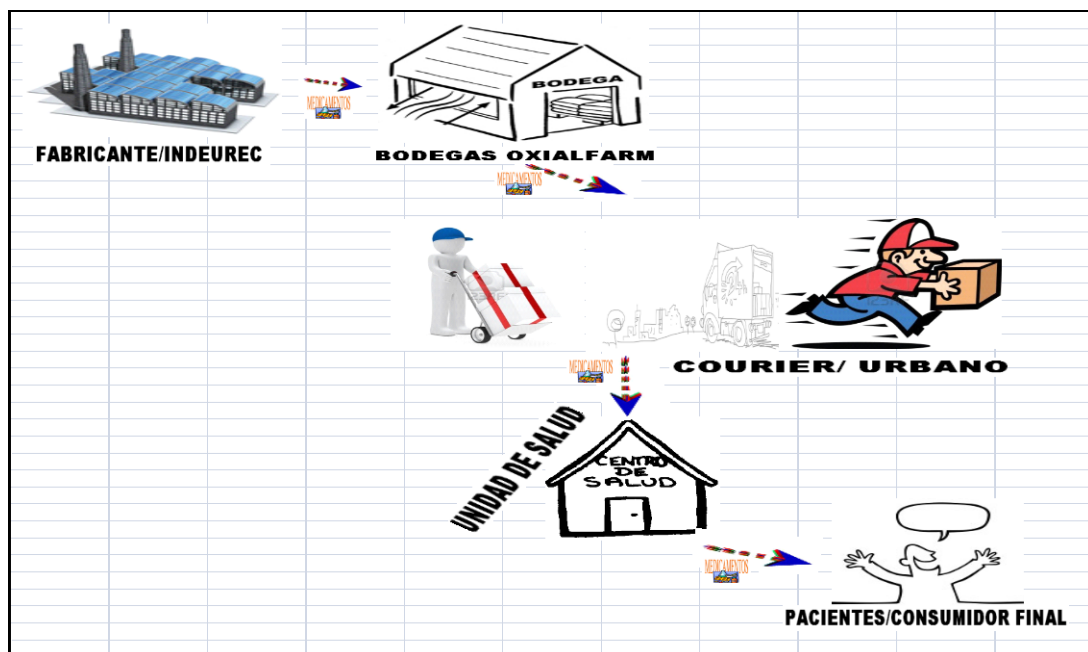 MEDICAMENTOS
BODEGA
FABRICANTE/INDEUREC
BODEGAS OXIALFARM
MEDICAMENTOS
COURIER/ URBANO
MEDICAMENTOS
UNIDAD DE SALUD
CENTRO
DE
SALUD
MEDICAMENTOS
PACIENTES/CONSUMIDOR FINAL